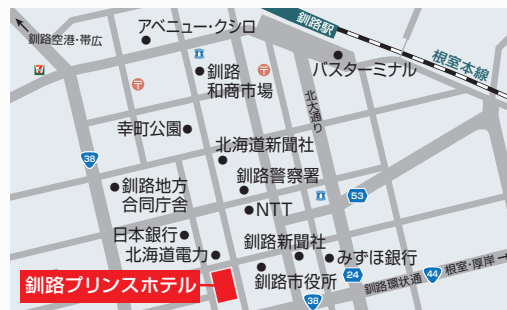 アベニュー・クシロ
釧路駅
釧路空港・帯広
バスターミナル
根室本線
釧路
和商市場
北大通り
幸町公園
北海道新聞社
38
釧路警察署
釧路地方
合同庁舎
53
NTT
日本銀行
北海道電力
釧路新聞社
みずほ銀行
釧路市役所
24
44
根室・厚岸
釧路環状通
釧路プリンスホテル
38